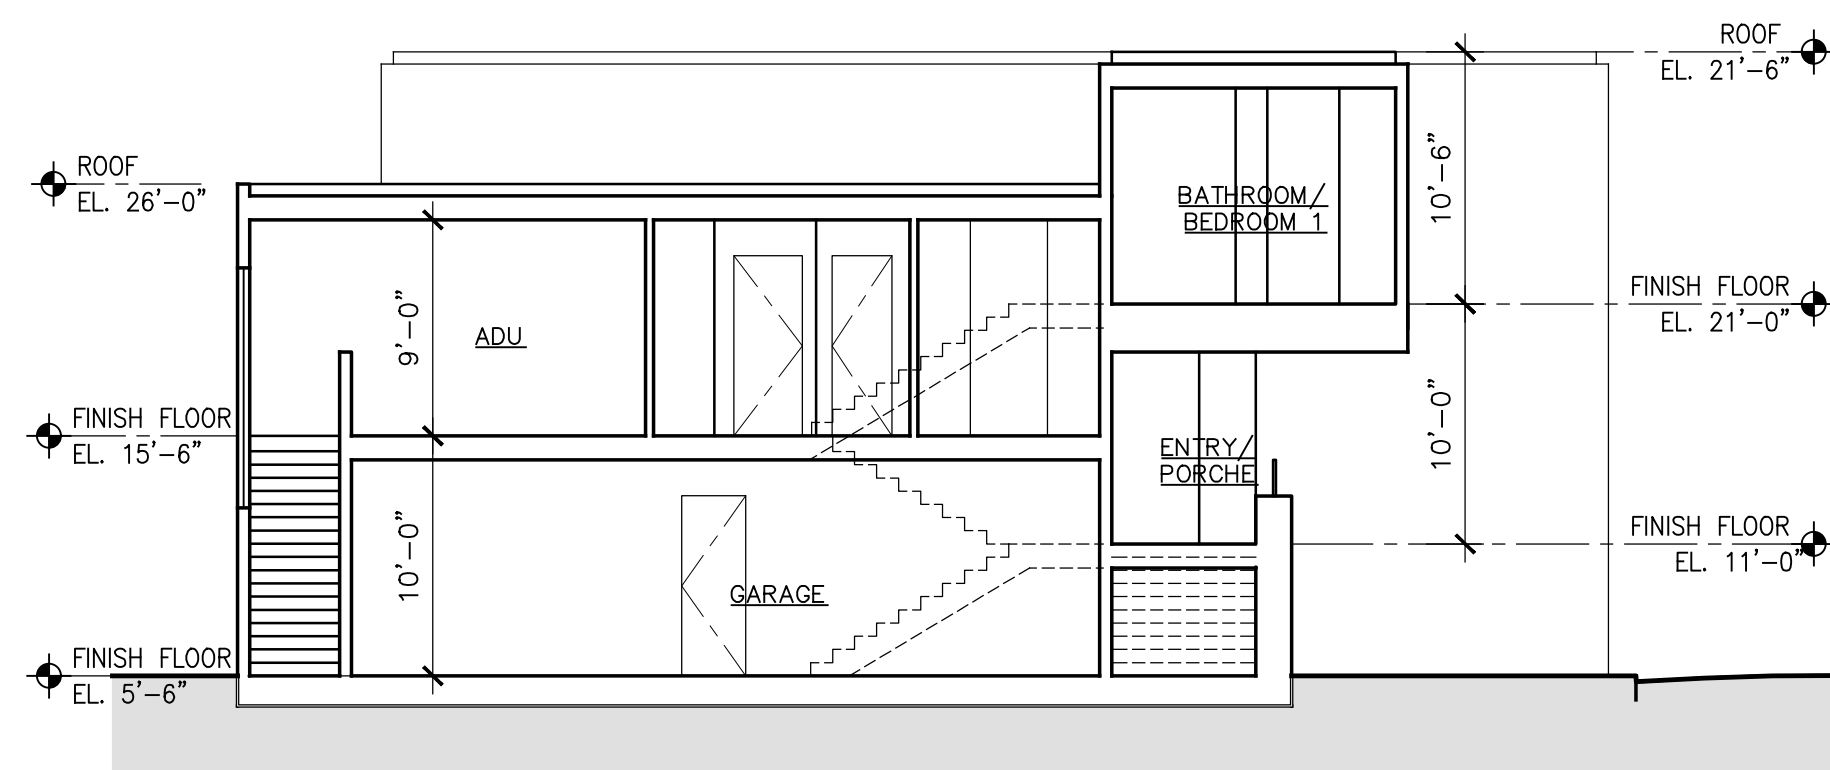 ROOF
EL. 21'-6"
ROOF
EL. 26'-0"
10'-6"
BATHROOM/
BEDROOM 1
FINISH FLOOR
EL. 21'-0"
9'-0"
ADU
FINISH FLOOR
EL. 15'-6"
10'-0"
ENTRY/
PORCHE
FINISH FLOOR
EL. 11'-0"
10'-0"
GARAGE
FINISH FLOOR
EL. 5'-6"